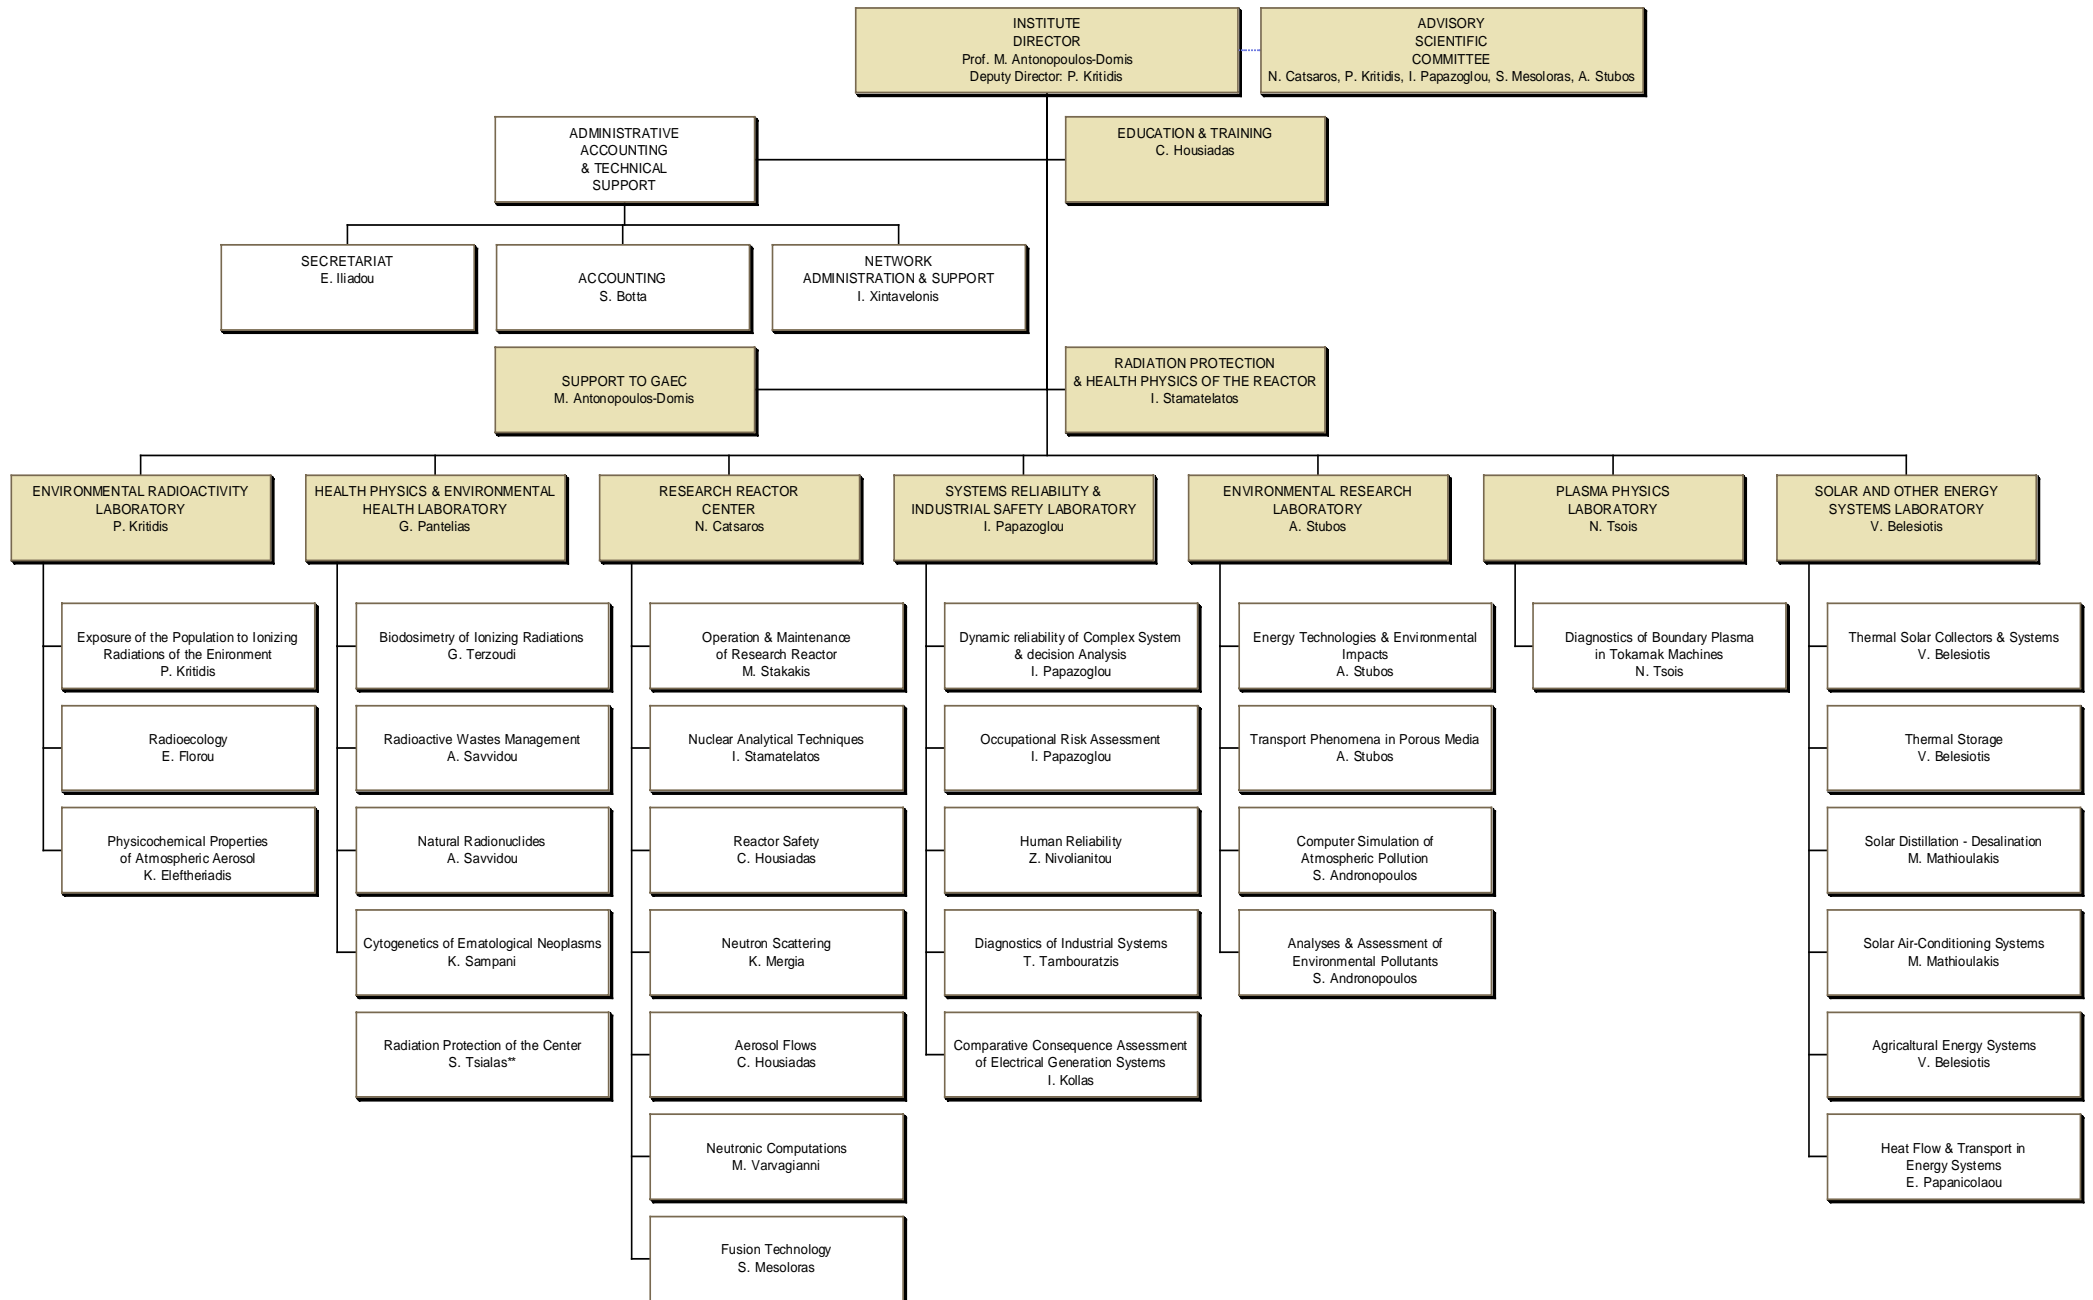 INSTITUTE
DIRECTOR
Prof. M. Antonopoulos-Domis
Deputy Director: P. Kritidis
ADVISORY
SCIENTIFIC
COMMITTEE
N. Catsaros, P. Kritidis, I. Papazoglou, S. Mesoloras, A. Stubos
ADMINISTRATIVE
ACCOUNTING
& TECHNICAL
SUPPORT
EDUCATION & TRAINING
C. Housiadas
SECRETARIAT
E. Iliadou
ACCOUNTING
S. Botta
NETWORK
ADMINISTRATION & SUPPORT
I. Xintavelonis
SUPPORT TO GAEC
M. Antonopoulos-Domis
RADIATION PROTECTION
& HEALTH PHYSICS OF THE REACTOR
I. Stamatelatos
ENVIRONMENTAL RADIOACTIVITY
LABORATORY
P. Kritidis
Exposure of the Population to Ionizing
Radiations of the Enironment
P. Kritidis
Radioecology
E. Florou
Physicochemical Properties
of Atmospheric Aerosol
K. Eleftheriadis
HEALTH PHYSICS & ENVIRONMENTAL
HEALTH LABORATORY
G. Pantelias
Biodosimetry of Ionizing Radiations
G. Terzoudi
Radioactive Wastes Management
A. Savvidou
Natural Radionuclides
A. Savvidou
Cytogenetics of Ematological Neoplasms
K. Sampani
Radiation Protection of the Center
S. Tsialas**
RESEARCH REACTOR
CENTER
N. Catsaros
Operation & Maintenance
of Research Reactor
M. Stakakis
Nuclear Analytical Techniques
I. Stamatelatos
Reactor Safety
C. Housiadas
Neutron Scattering
K. Mergia
Aerosol Flows
C. Housiadas
Neutronic Computations
M. Varvagianni
Fusion Technology
S. Mesoloras
SYSTEMS RELIABILITY &
INDUSTRIAL SAFETY LABORATORY
I. Papazoglou
Dynamic reliability of Complex System
& decision Analysis
I. Papazoglou
Occupational Risk Assessment
I. Papazoglou
Human Reliability
Z. Nivolianitou
Diagnostics of Industrial Systems
T. Tambouratzis
Comparative Consequence Assessment
of Electrical Generation Systems
I. Kollas
ENVIRONMENTAL RESEARCH
LABORATORY
A. Stubos
Energy Technologies & Environmental
Impacts
A. Stubos
Transport Phenomena in Porous Media
A. Stubos
Computer Simulation of
Atmospheric Pollution
S. Andronopoulos
Analyses & Assessment of
Environmental Pollutants
S. Andronopoulos
PLASMA PHYSICS
LABORATORY
N. Tsois
Diagnostics of Boundary Plasma
in Tokamak Machines
N. Tsois
SOLAR AND OTHER ENERGY
SYSTEMS LABORATORY
V. Belesiotis
Thermal Solar Collectors & Systems
V. Belesiotis
Thermal Storage
V. Belesiotis
Solar Distillation - Desalination
M. Mathioulakis
Solar Air-Conditioning Systems
M. Mathioulakis
Agricaltural Energy Systems
V. Belesiotis
Heat Flow & Transport in
Energy Systems
E. Papanicolaou